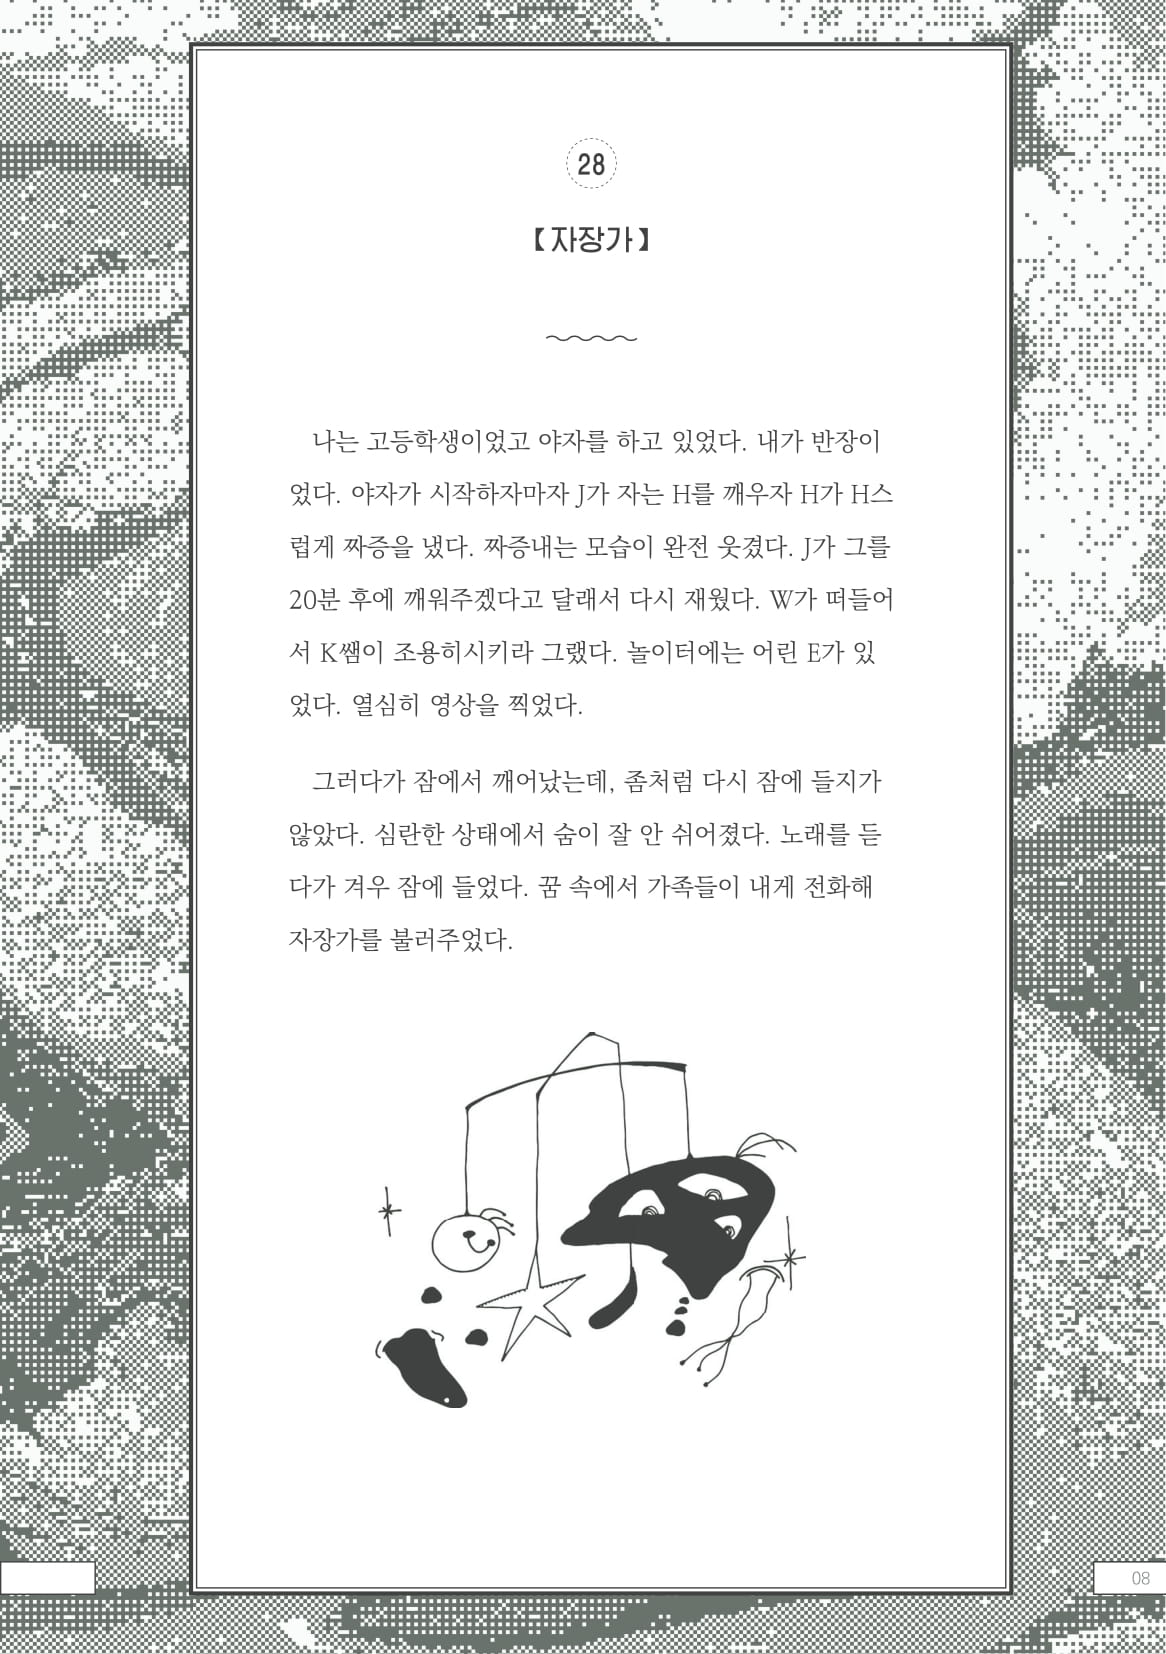 28
【자장가】
나는 고등학생이었고 야자를 하고 있었다. 내가 반장이
었다. 야자가 시작하자마자 J가 자는 H를 깨우자 H가 H스
럽게 짜증을 냈다. 짜증내는 모습이 완전 웃겼다. J가 그를
20분 후에 깨워주겠다고 달래서 다시 재웠다. W가 떠들어
서 K쌤이 조용히시키라 그랬다. 놀이터에는 어린 E가 있
었다. 열심히 영상을 찍었다.
그러다가 잠에서 깨어났는데, 좀처럼 다시 잠에 들지가
않았다. 심란한 상태에서 숨이 잘 안 쉬어졌다. 노래를 듣
다가 겨우 잠에 들었다. 꿈 속에서 가족들이 내게 전화해
자장가를 불러주었다.
08